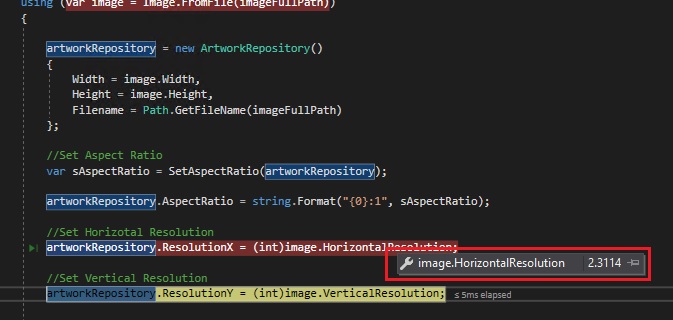 using (var image = Image.FromFile(imageFullPath))
{
artworkRepository = new ArtworkRepository()
{
Width = image.Width,
Height = image.Height,
Filename = Path.GetFileName(imageFullPath)
};
//Set Aspect Ratio
var sAspectRatio = SetAspectRatio(artworkRepository);
artworkRepository.AspectRatio = string.Format("{0}:1", sAspectRatio);
//Set Horizotal Resolution
artworkRepository.ResolutionX = (int)image.HorizontalResolution;
image.HorizontalResolution 2.3114
//Set Vertical Resolution
artworkRepository.ResolutionY = (int)image.VerticalResolution; ≤ 5ms elapsed